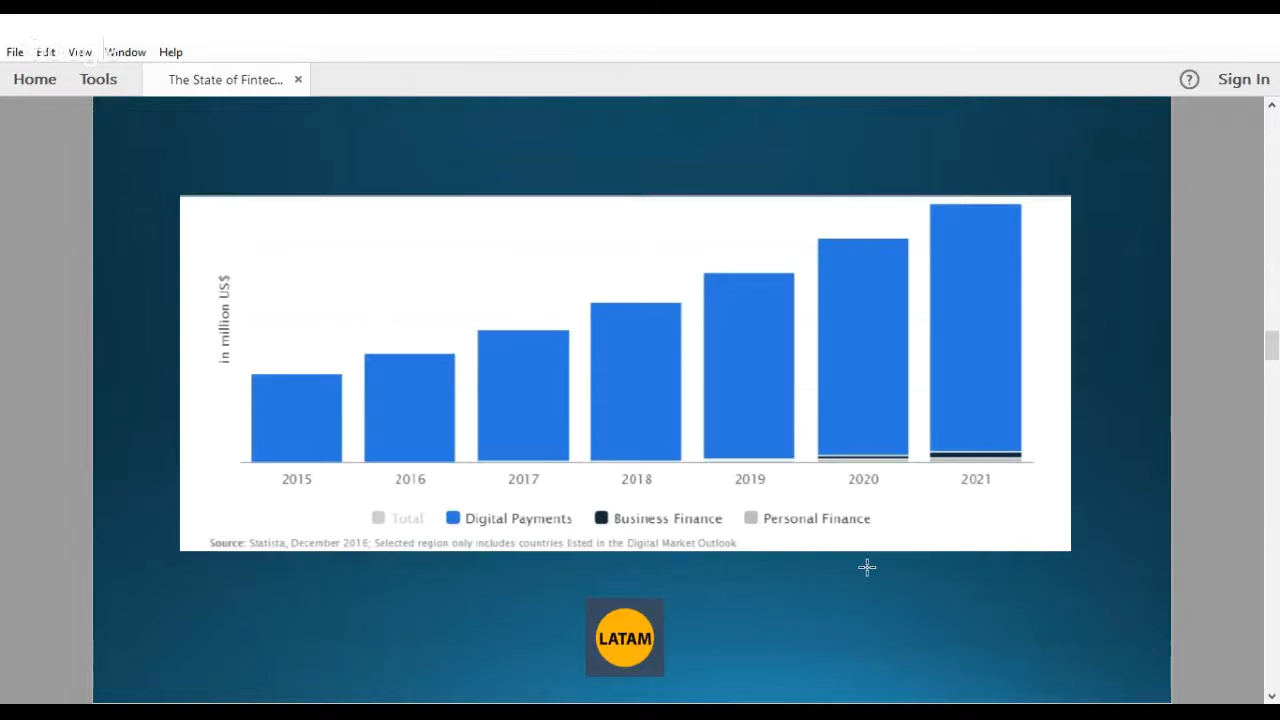 File Edit View Window Help
Home Tools The State of Fintec... × ? Sign In
in million US$
2015 2016 2017 2018 2019 2020 2021
Total Digital Payments Business Finance Personal Finance
Source: Statista, December 2016; Selected region only includes countries listed in the Digital Market Outlook.
LATAM